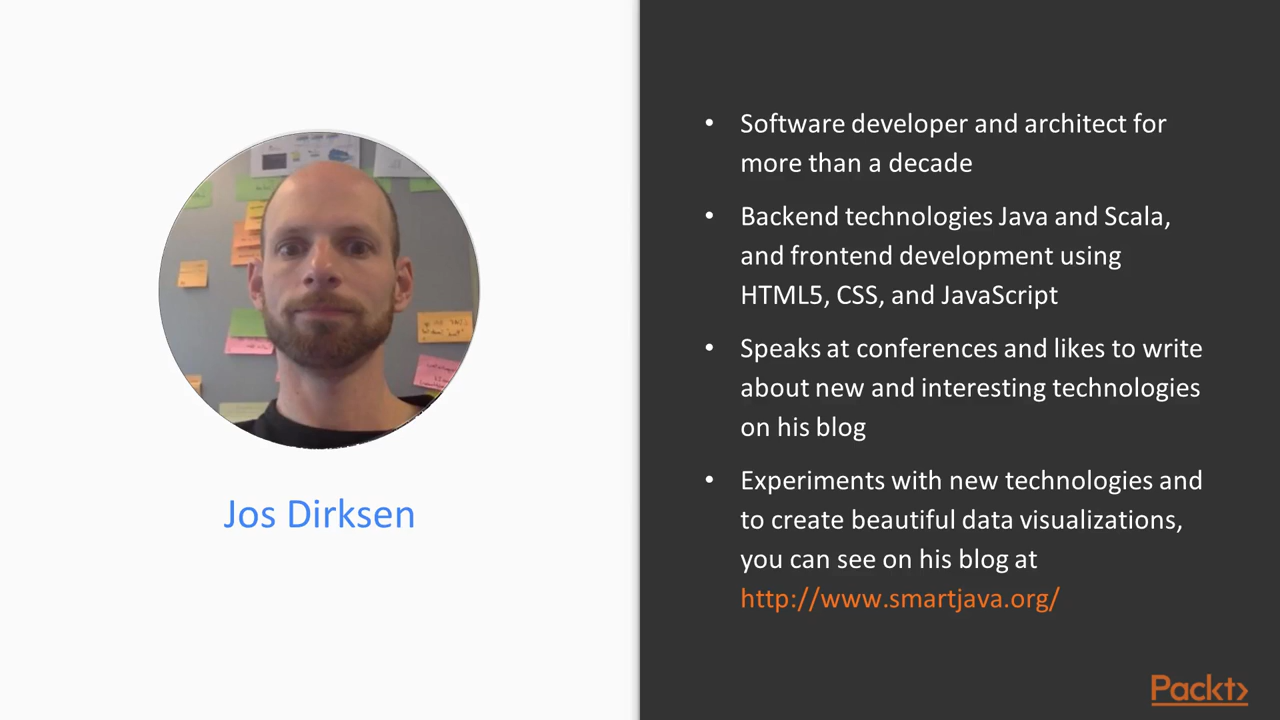 Jos Dirksen
• Software developer and architect for
more than a decade
• Backend technologies Java and Scala,
and frontend development using
HTML5, CSS, and JavaScript
• Speaks at conferences and likes to write
about new and interesting technologies
on his blog
• Experiments with new technologies and
to create beautiful data visualizations,
you can see on his blog at
http://www.smartjava.org/
Packt>